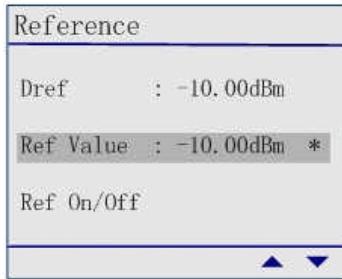 Reference
Dref : -10.00dBm
Ref Value : -10.00dBm *
Ref On/Off